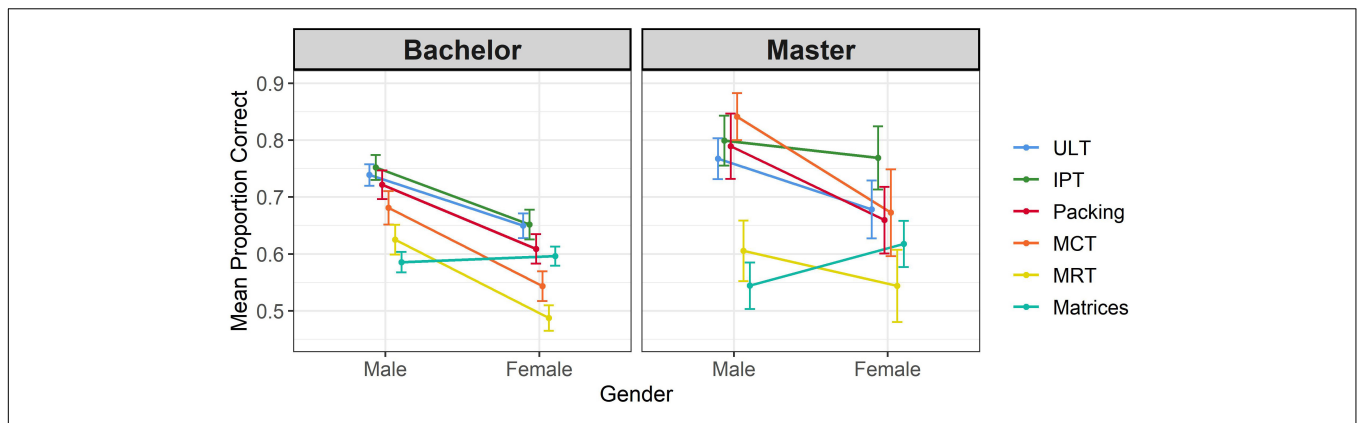 Bachelor
Master
Mean Proportion Correct
0.9
0.8
0.7
0.6
0.5
Male
Female
Male
Female
Gender
ULT
IPT
Packing
MCT
MRT
Matrices